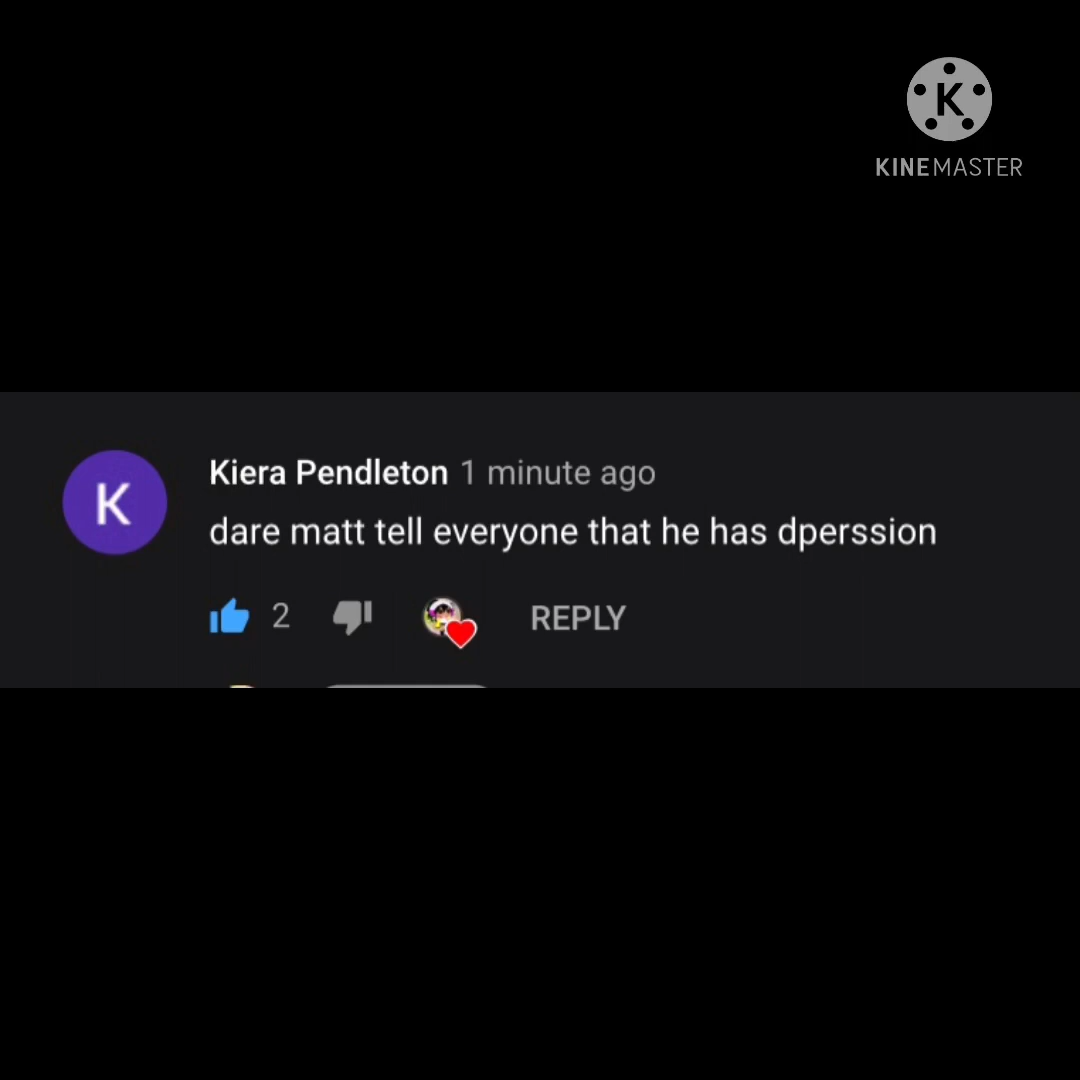 K
KINEMASTER
K
Kiera Pendleton 1 minute ago
dare matt tell everyone that he has dperssion
2 REPLY